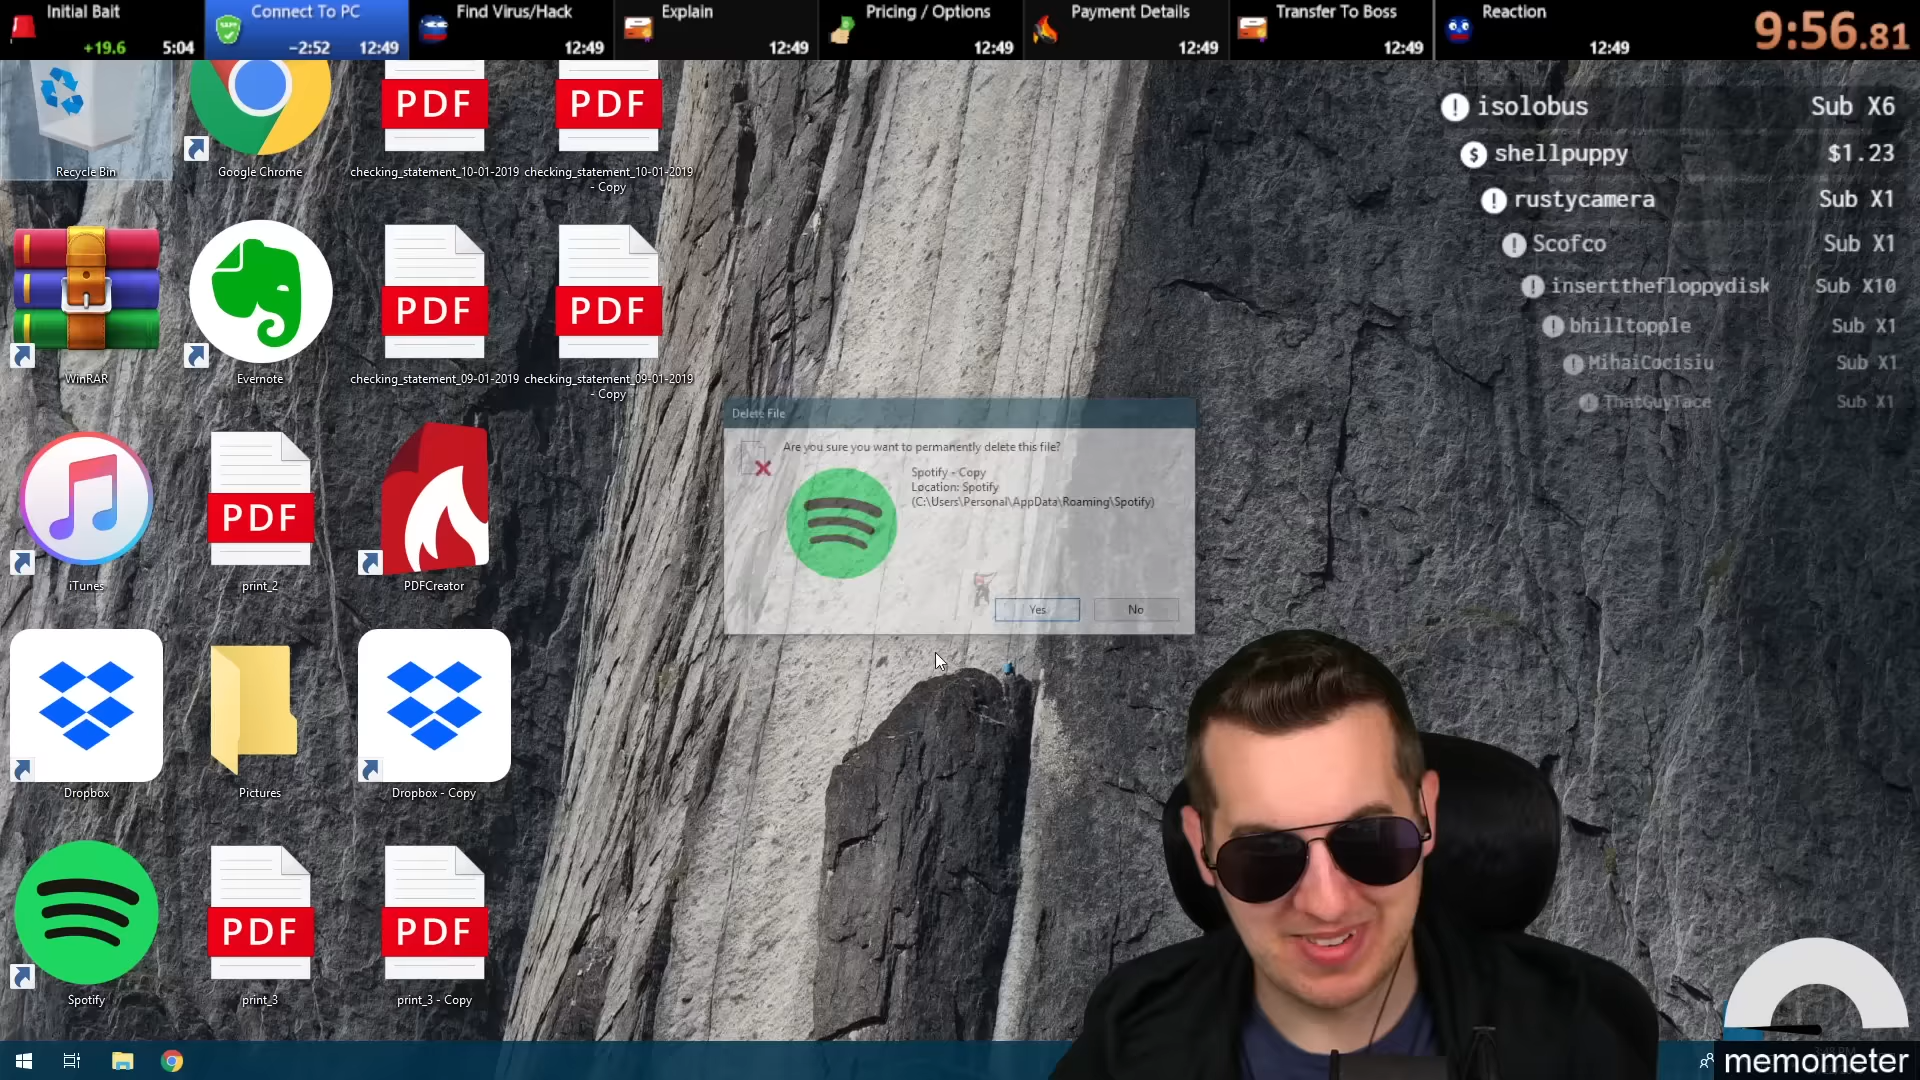 Initial Bait
+19.6 5:04
Connect To PC
−2:52 12:49
Find Virus/Hack
12:49
Explain
12:49
Pricing / Options
12:49
Payment Details
12:49
Transfer To Boss
12:49
Reaction
12:49
9:56.81
isolobus Sub X6
shellpuppy $1.23
rustycamera Sub X1
Scofco Sub X1
insertthefloppydisk Sub X10
bhilltopple Sub X1
MihaiCocisiu Sub X1
ThatGuyTace Sub X1
PDF
PDF
Recycle Bin
Google Chrome
checking_statement_10-01-2019
checking_statement_10-01-2019
- Copy
PDF
PDF
WinRAR
Evernote
checking_statement_09-01-2019
checking_statement_09-01-2019
- Copy
Delete File
Are you sure you want to permanently delete this file?
Spotify - Copy
Location: Spotify
(C:\Users\Personal\AppData\Roaming\Spotify)
Yes
No
PDF
iTunes
print_2
PDFCreator
Dropbox
Pictures
Dropbox - Copy
PDF
PDF
Spotify
print_3
print_3 - Copy
memometer